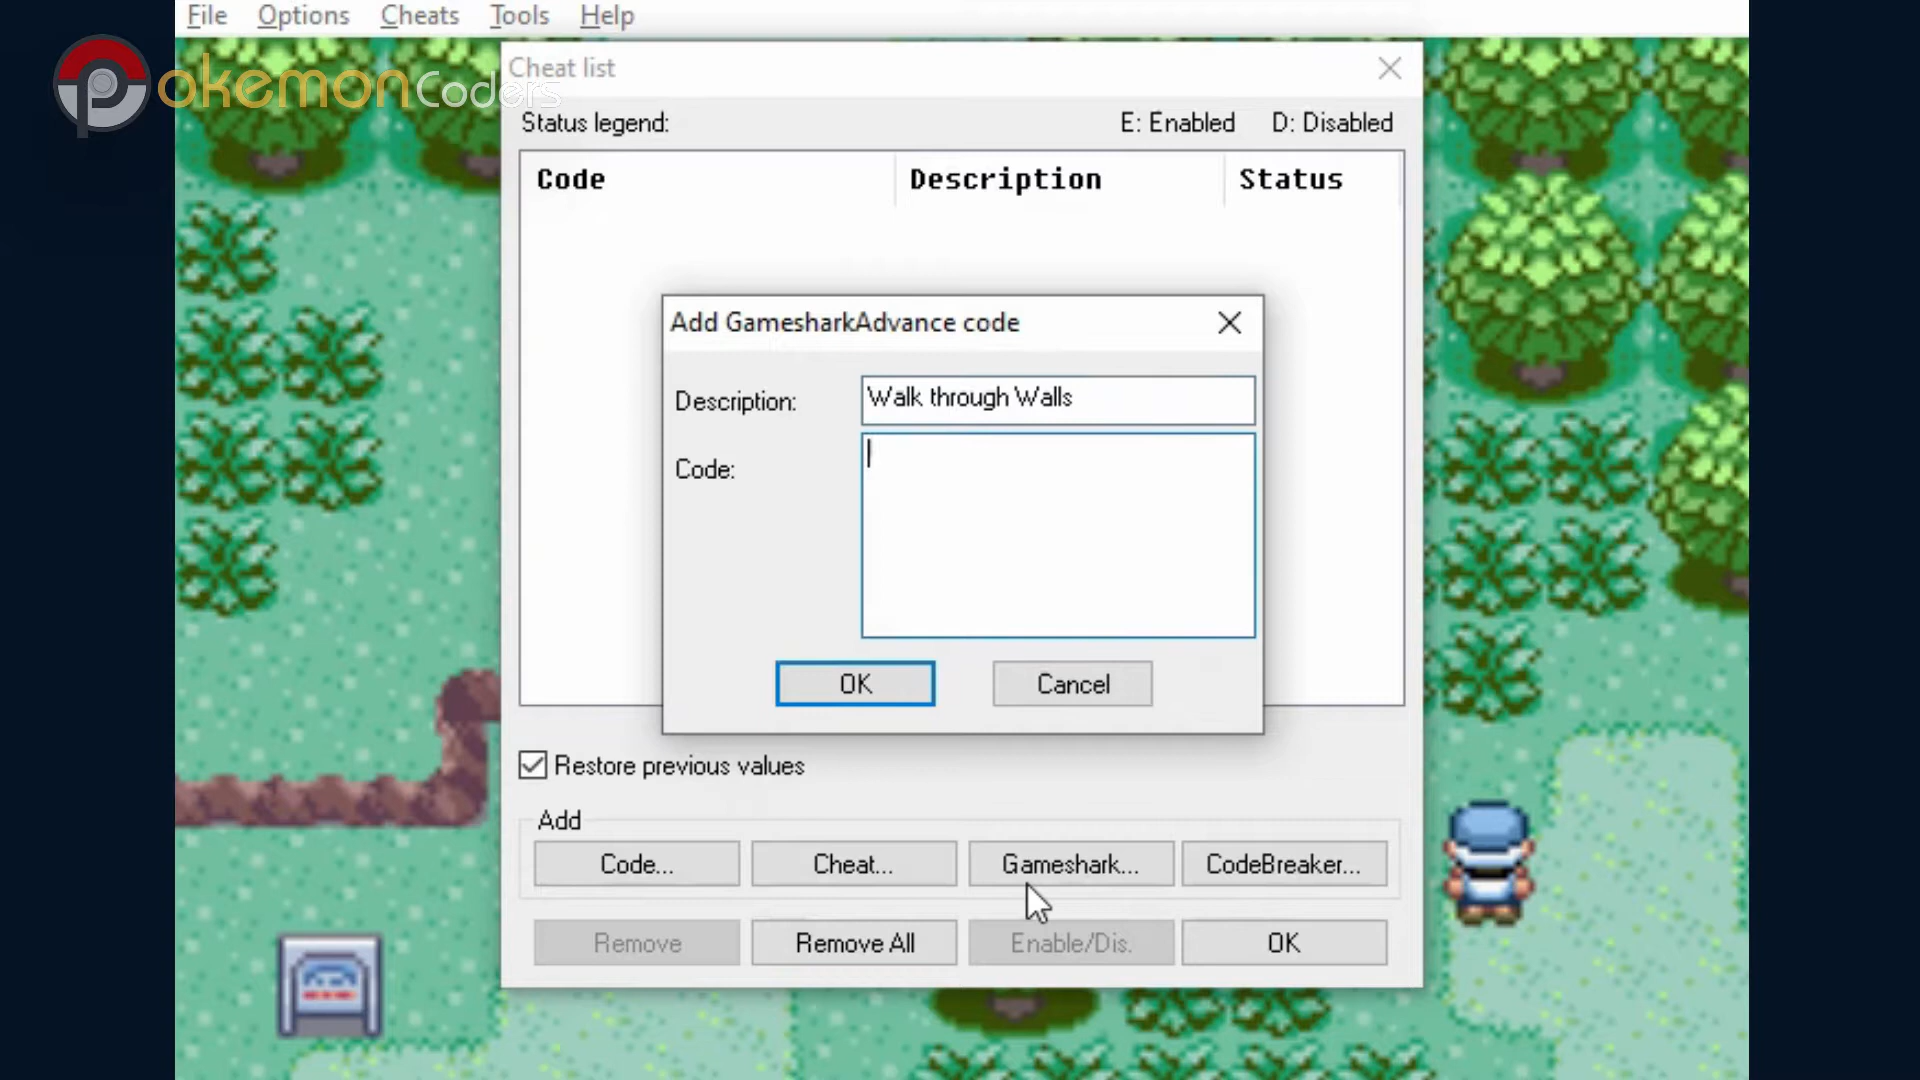 File Options Cheats Tools Help
PokemonCoders
Cheat list
Status legend: E: Enabled D: Disabled
Code Description Status
Add GamesharkAdvance code
Description: Walk through Walls
Code:
OK Cancel
Restore previous values
Add
Code... Cheat... Gameshark... CodeBreaker...
Remove Remove All Enable/Dis. OK